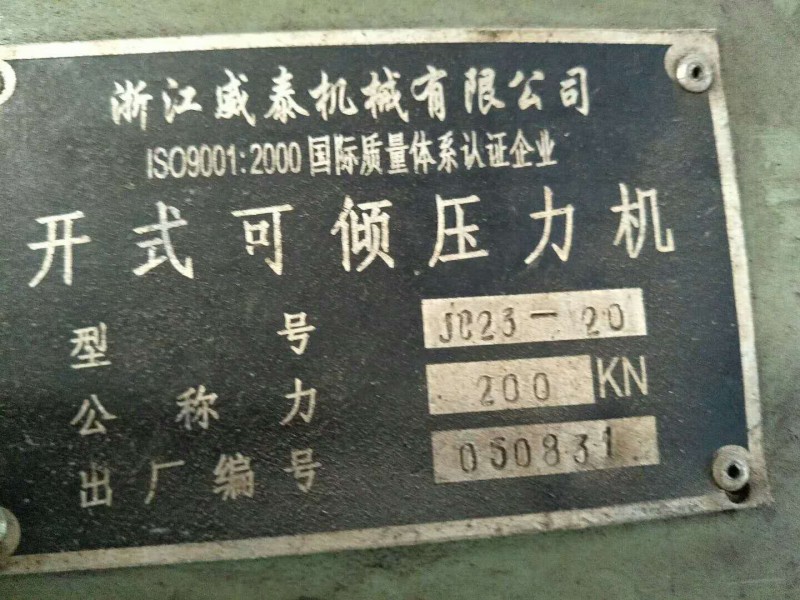 浙江威泰机械有限公司
ISO9001:2000国际质量体系认证企业
开式可倾压力机
型号 JC23-20
公称力 200 KN
出厂编号 050831